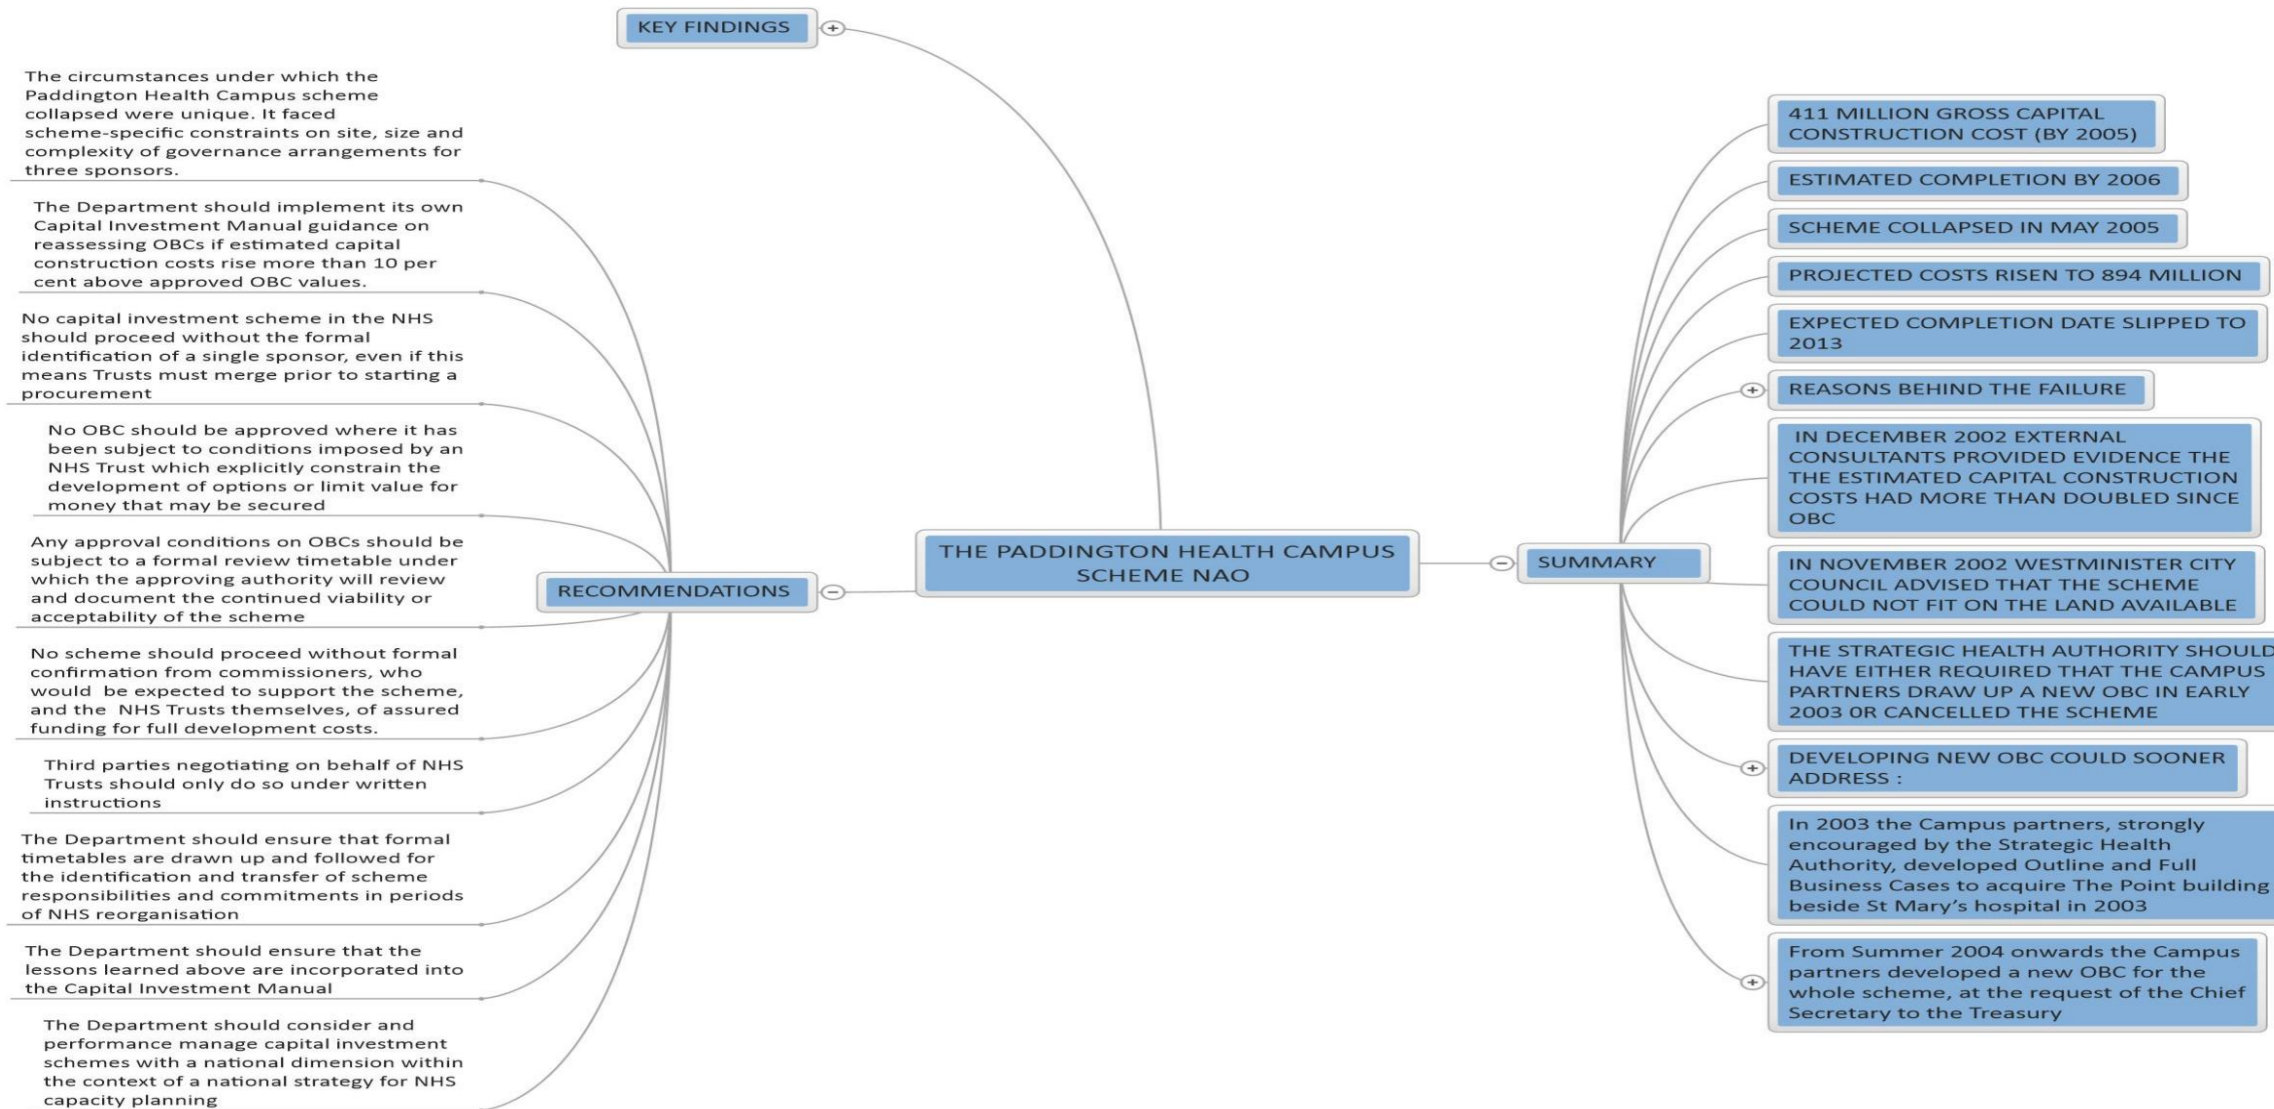 KEY FINDINGS
The circumstances under which the
Paddington Health Campus scheme
collapsed were unique. It faced
scheme-specific constraints on site, size and
complexity of governance arrangements for
three sponsors.
The Department should implement its own
Capital Investment Manual guidance on
reassessing OBCs if estimated capital
construction costs rise more than 10 per
cent above approved OBC values.
No capital investment scheme in the NHS
should proceed without the formal
identification of a single sponsor, even if this
means Trusts must merge prior to starting a
procurement
No OBC should be approved where it has
been subject to conditions imposed by an
NHS Trust which explicitly constrain the
development of options or limit value for
money that may be secured
Any approval conditions on OBCs should be
subject to a formal review timetable under
which the approving authority will review
and document the continued viability or
acceptability of the scheme
No scheme should proceed without formal
confirmation from commissioners, who
would be expected to support the scheme,
and the NHS Trusts themselves, of assured
funding for full development costs.
Third parties negotiating on behalf of NHS
Trusts should only do so under written
instructions
The Department should ensure that formal
timetables are drawn up and followed for
the identification and transfer of scheme
responsibilities and commitments in periods
of NHS reorganisation
The Department should ensure that the
lessons learned above are incorporated into
the Capital Investment Manual
The Department should consider and
performance manage capital investment
schemes with a national dimension within
the context of a national strategy for NHS
capacity planning
RECOMMENDATIONS
THE PADDINGTON HEALTH CAMPUS
SCHEME NAO
SUMMARY
411 MILLION GROSS CAPITAL
CONSTRUCTION COST (BY 2005)
ESTIMATED COMPLETION BY 2006
SCHEME COLLAPSED IN MAY 2005
PROJECTED COSTS RISEN TO 894 MILLION
EXPECTED COMPLETION DATE SLIPPED TO
2013
REASONS BEHIND THE FAILURE
IN DECEMBER 2002 EXTERNAL
CONSULTANTS PROVIDED EVIDENCE THE
THE ESTIMATED CAPITAL CONSTRUCTION
COSTS HAD MORE THAN DOUBLED SINCE
OBC
IN NOVEMBER 2002 WESTMINISTER CITY
COUNCIL ADVISED THAT THE SCHEME
COULD NOT FIT ON THE LAND AVAILABLE
THE STRATEGIC HEALTH AUTHORITY SHOULD
HAVE EITHER REQUIRED THAT THE CAMPUS
PARTNERS DRAW UP A NEW OBC IN EARLY
2003 0R CANCELLED THE SCHEME
DEVELOPING NEW OBC COULD SOONER
ADDRESS :
In 2003 the Campus partners, strongly
encouraged by the Strategic Health
Authority, developed Outline and Full
Business Cases to acquire The Point building
beside St Mary's hospital in 2003
From Summer 2004 onwards the Campus
partners developed a new OBC for the
whole scheme, at the request of the Chief
Secretary to the Treasury